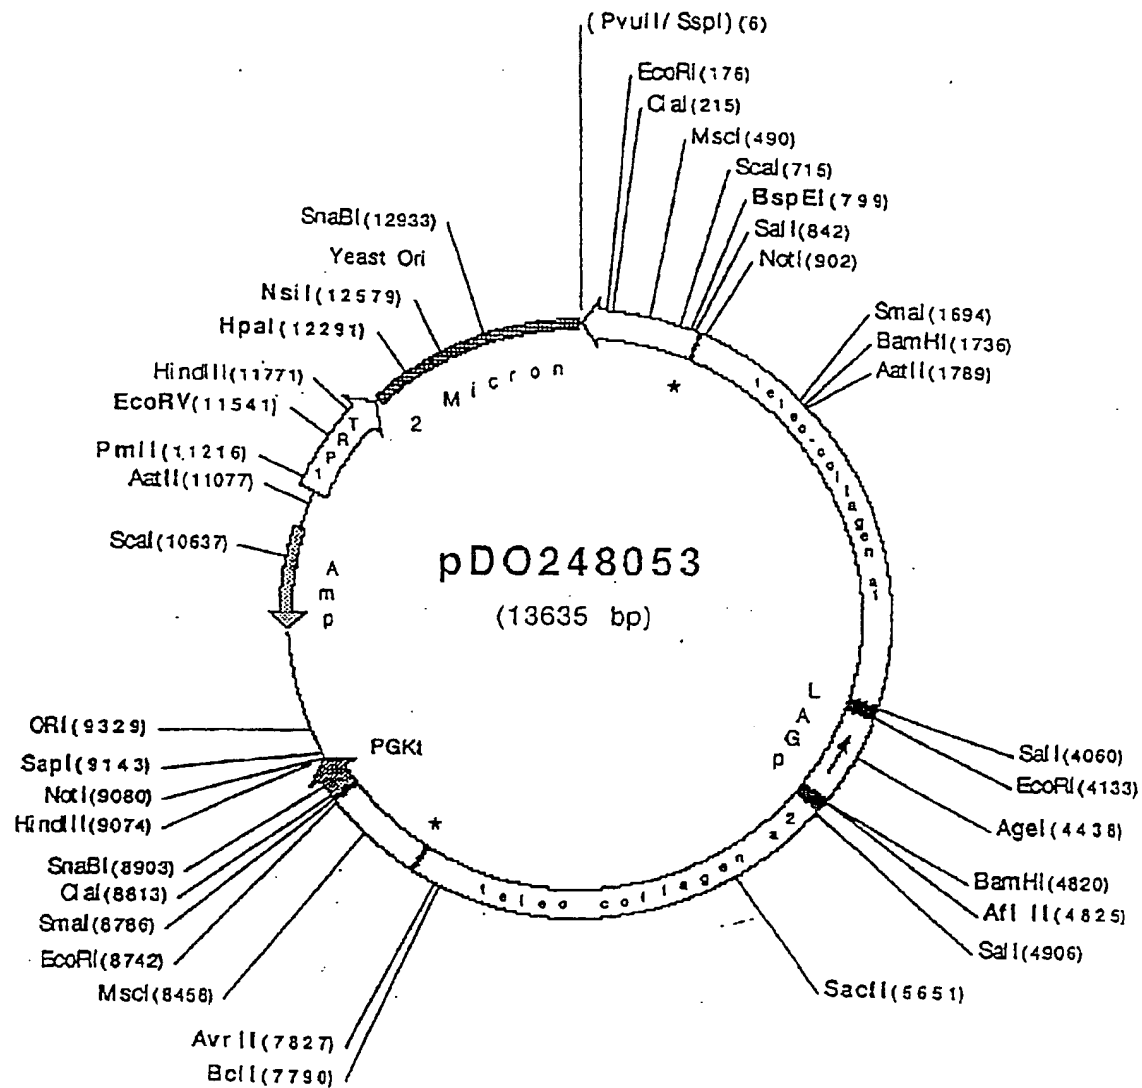 (PvuII/SspI)(6)
EcoRI(176)
ClaI(215)
MscI(490)
ScaI(715)
BspEI(799)
SalI(842)
NotI(902)
SmaI(1694)
BamHI(1736)
AatII(1789)
teleo-collagen a1
SalI(4060)
EcoRI(4133)
AgeI(4438)
BamHI(4820)
Afl II(4825)
SalI(4906)
SacII(5651)
pGAL
teleo collagen a2
BclI(7790)
AvrII(7827)
MscI(8458)
EcoRI(8742)
SmaI(8786)
ClaI(8813)
SnaBI(8903)
HindIII(9074)
NotI(9080)
SapI(9143)
ORI(9329)
PGKt
*
*
Amp
ScaI(10637)
AatII(11077)
PmlI(11216)
EcoRV(11541)
HindIII(11771)
TRP1
HpaI(12291)
NsiI(12579)
Yeast Ori
SnaBI(12933)
2 Micron
pDO248053
(13635 bp)